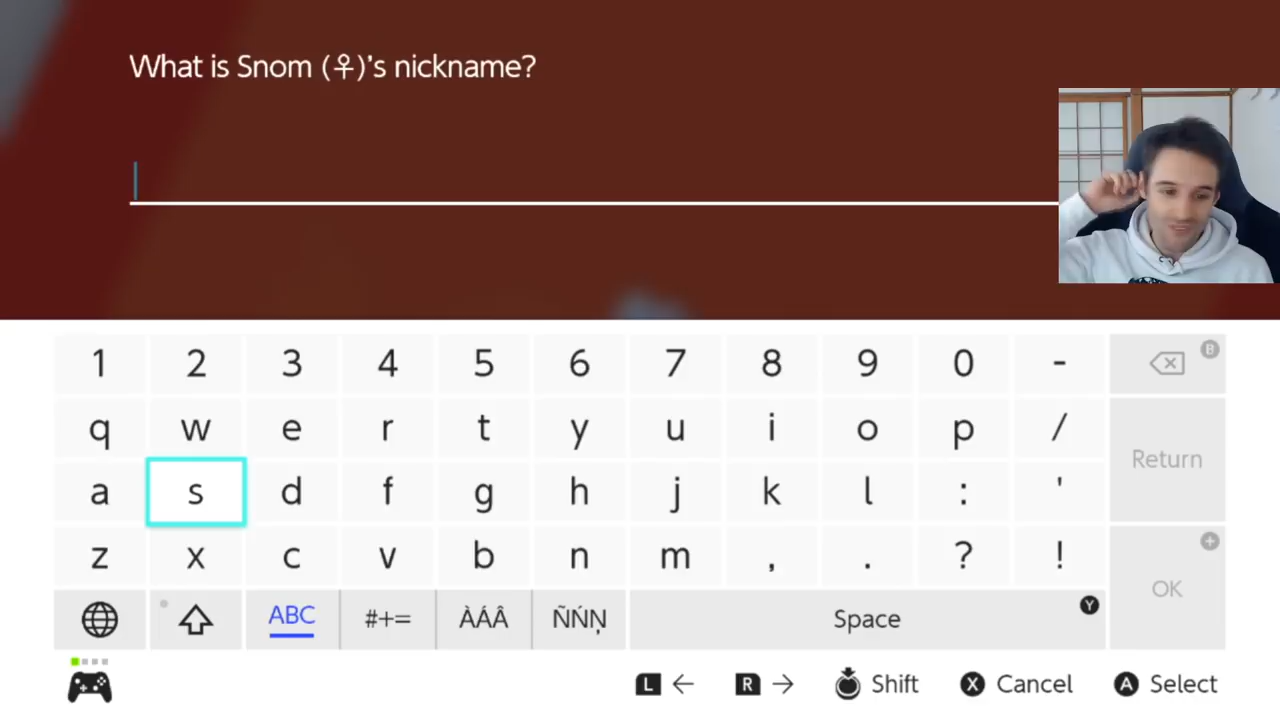 What is Snom (♀)'s nickname?
1 2 3 4 5 6 7 8 9 0 - B
q w e r t y u i o p / Return
a s d f g h j k l : '
z x c v b n m , . ? ! + OK
ABC #+= ÀÁÂ ÑŃŅ Space Y
L ← R → Shift X Cancel A Select